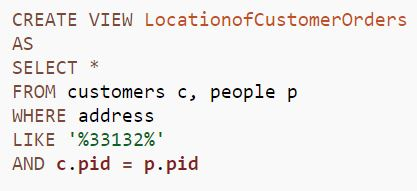 CREATE VIEW LocationofCustomerOrders
AS
SELECT *
FROM customers c, people p
WHERE address
LIKE '%33132%'
AND c.pid = p.pid